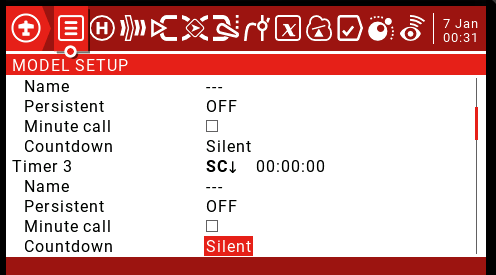 7 Jan
00:31
MODEL SETUP
Name ---
Persistent OFF
Minute call
Countdown Silent
Timer 3 SC↓ 00:00:00
Name ---
Persistent OFF
Minute call
Countdown Silent